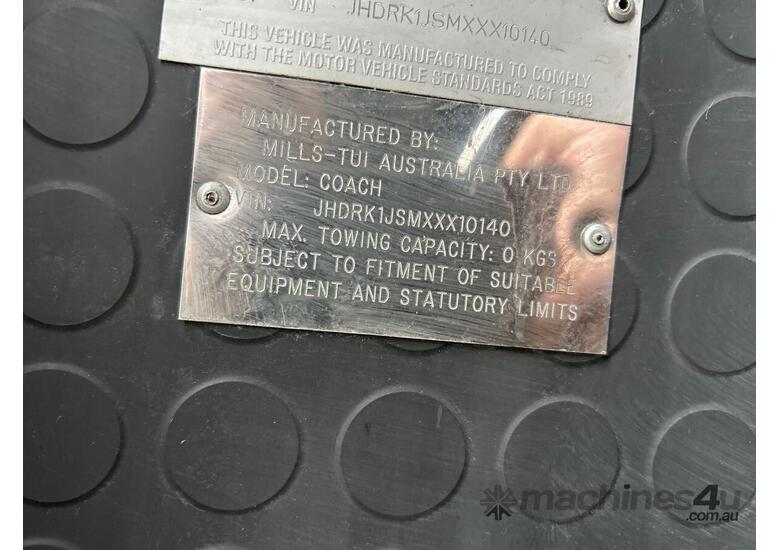 VIN JHDRK1JSMXXX10140
THIS VEHICLE WAS MANUFACTURED TO COMPLY
WITH THE MOTOR VEHICLE STANDARDS ACT 1989
MANUFACTURED BY:
MILLS-TUI AUSTRALIA PTY LTD
MODEL: COACH
VIN: JHDRK1JSMXXX10140
MAX. TOWING CAPACITY: 0 KGS
SUBJECT TO FITMENT OF SUITABLE
EQUIPMENT AND STATUTORY LIMITS
machines4u
.com.au